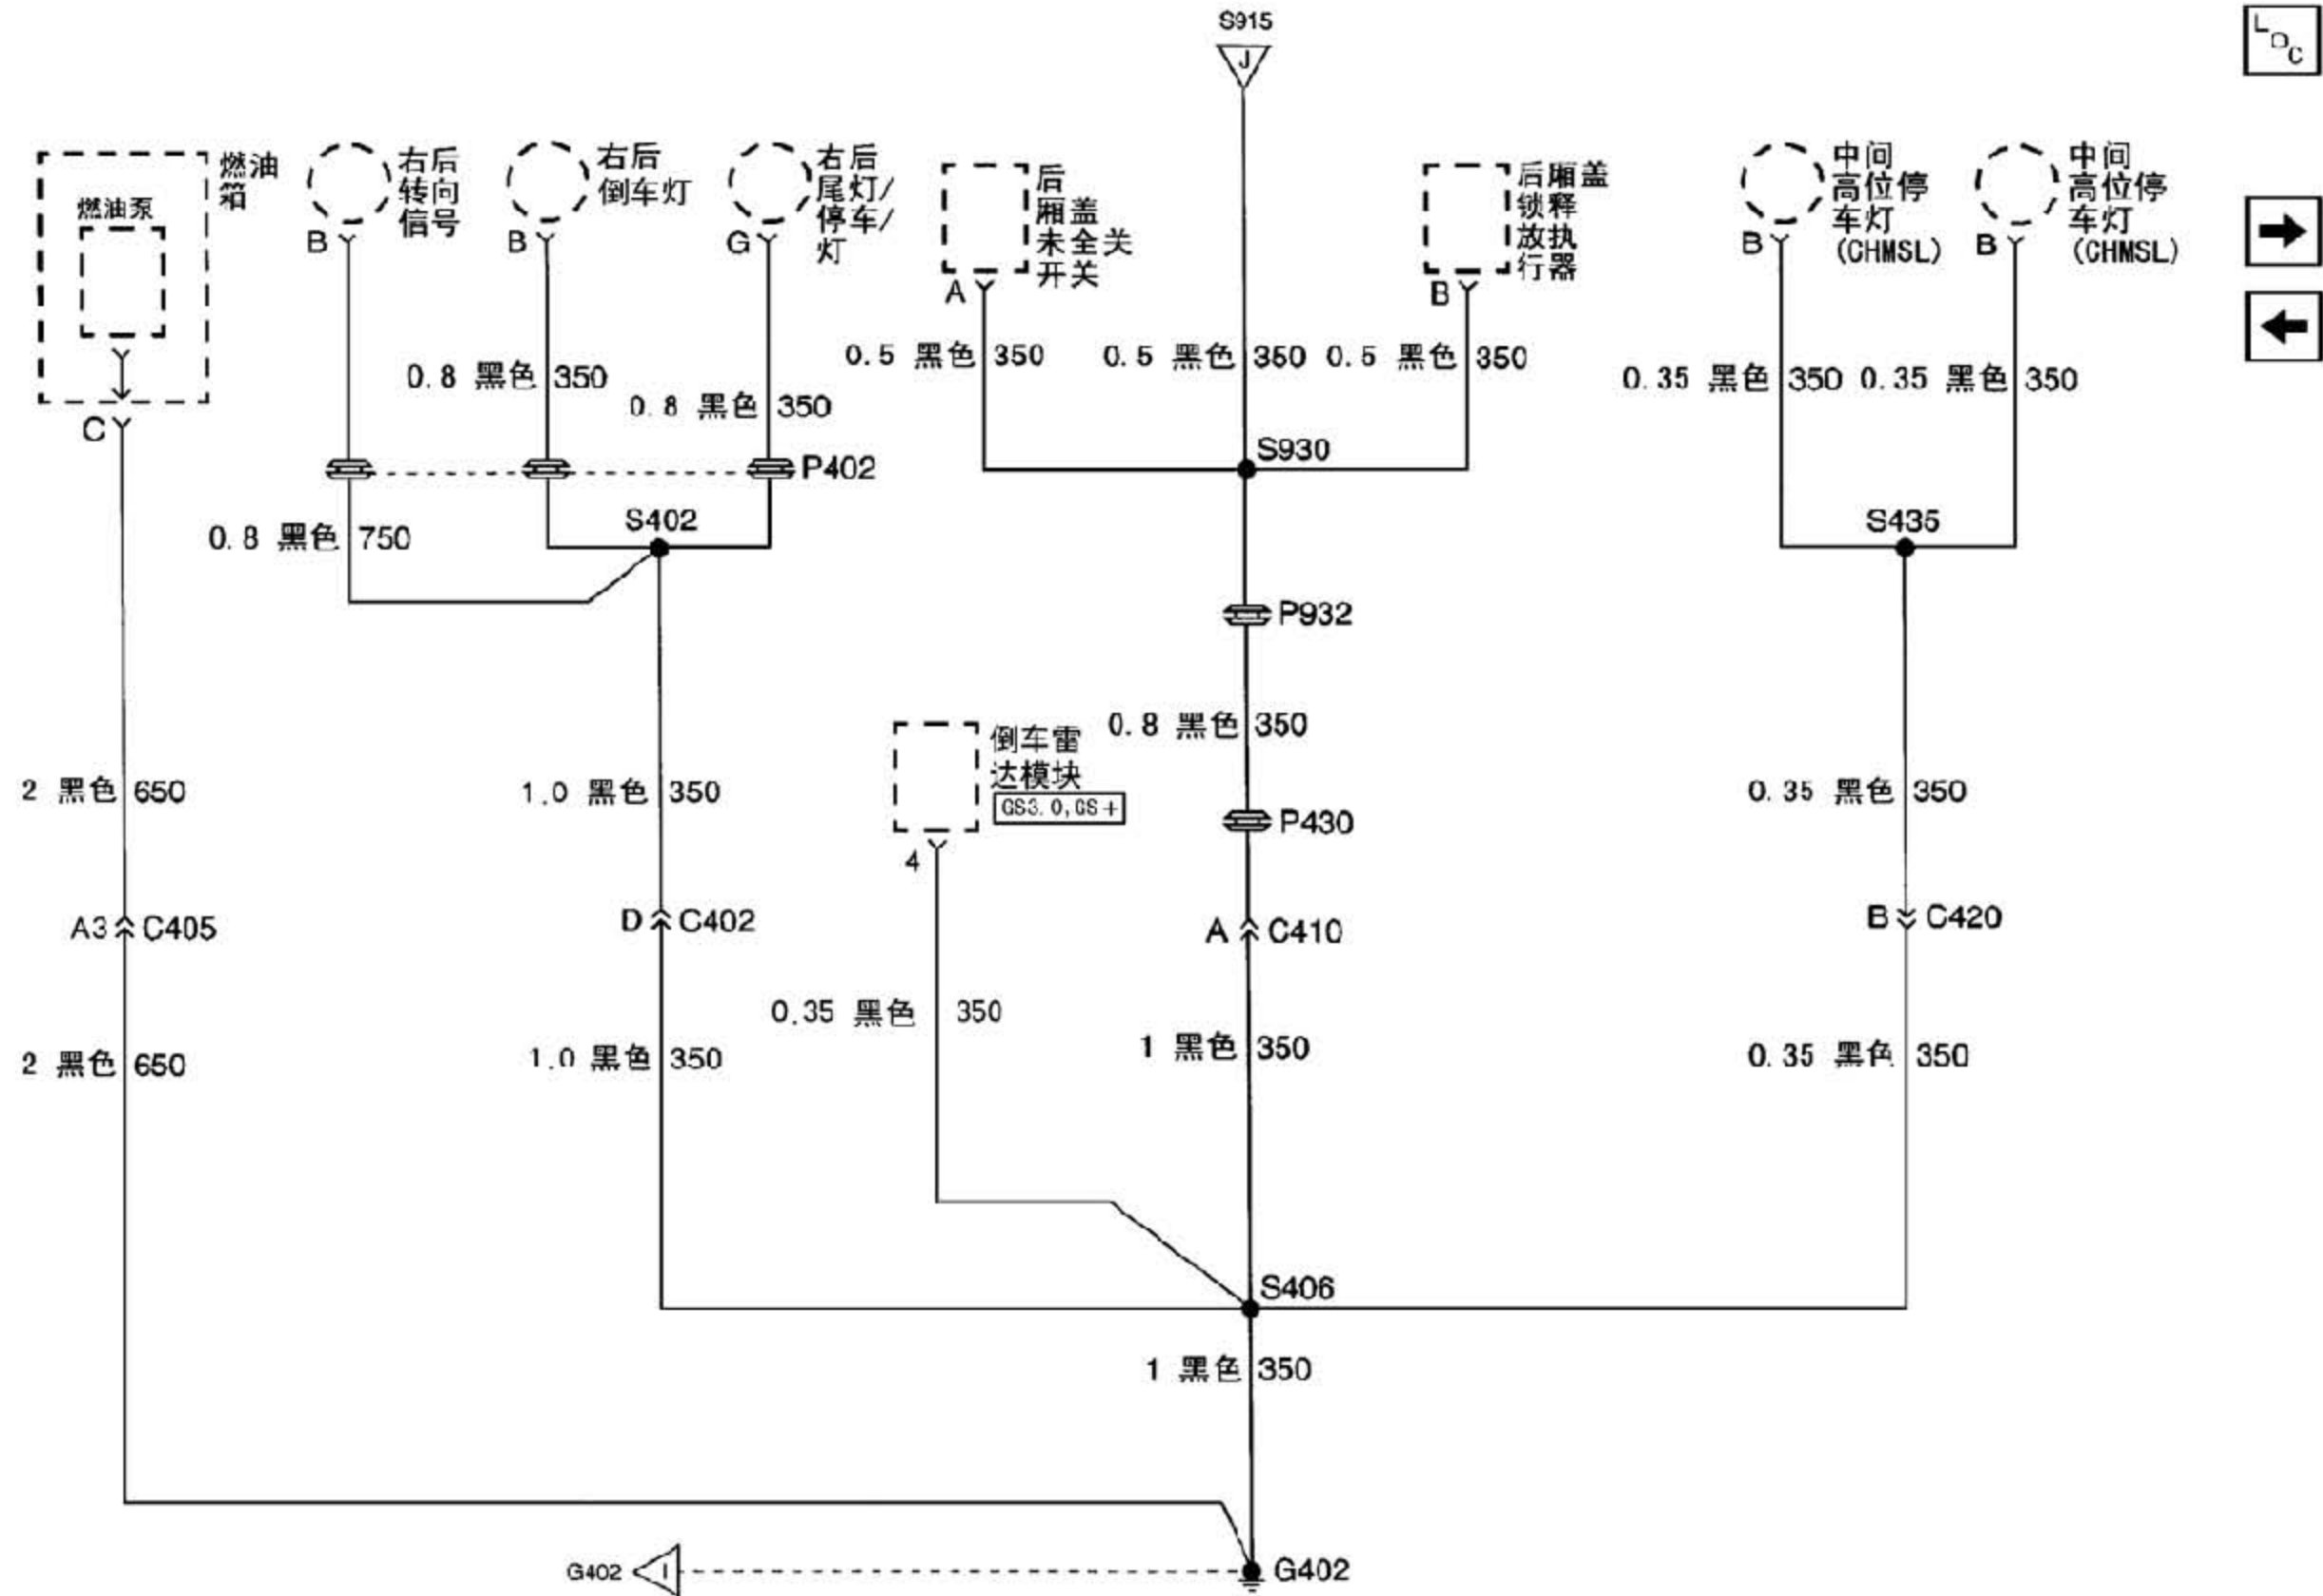 S915
J
L
D
C
燃油
箱
燃油泵
C
右后
转向
信号
B
右后
倒车灯
B
右后
尾灯/
停车/
灯
G
后
厢盖
未全关
开关
A
后厢盖
锁释
放执
行器
B
中间
高位停
车灯
(CHMSL)
B
中间
高位停
车灯
(CHMSL)
B
0.8 黑色 350
0.8 黑色 350
0.5 黑色 350
0.5 黑色 350
0.5 黑色 350
0.35 黑色 350
0.35 黑色 350
P402
S930
0.8 黑色 750
S402
S435
P932
倒车雷
达模块
GS3.0,GS+
4
0.8 黑色 350
P430
2 黑色 650
1.0 黑色 350
0.35 黑色 350
A3 C405
D C402
A C410
B C420
0.35 黑色 350
2 黑色 650
1.0 黑色 350
1 黑色 350
0.35 黑色 350
S406
1 黑色 350
G402
I
G402